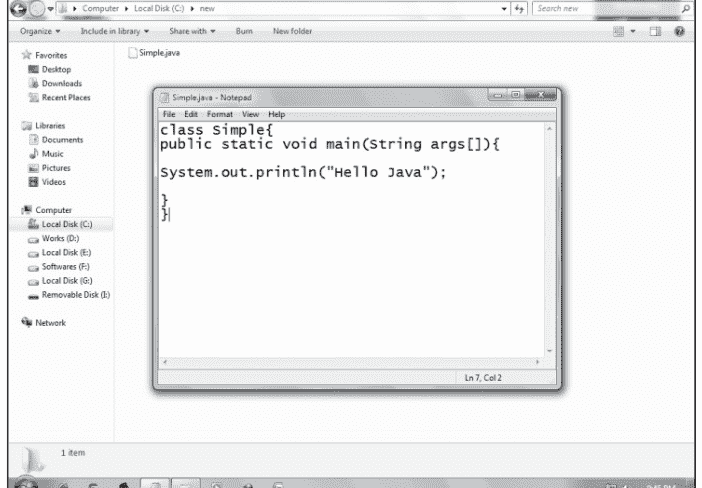 Computer ▸ Local Disk (C:) ▸ new
Search new
Organize Include in library Share with Burn New folder
Favorites
Desktop
Downloads
Recent Places
Libraries
Documents
Music
Pictures
Videos
Computer
Local Disk (C:)
Works (D:)
Local Disk (E:)
Softwares (F:)
Local Disk (G:)
Removable Disk (I:)
Network
Simple.java
Simple.java - Notepad
File Edit Format View Help
class Simple{
public static void main(String args[]){
System.out.println("Hello Java");
}
}
Ln 7, Col 2
1 item